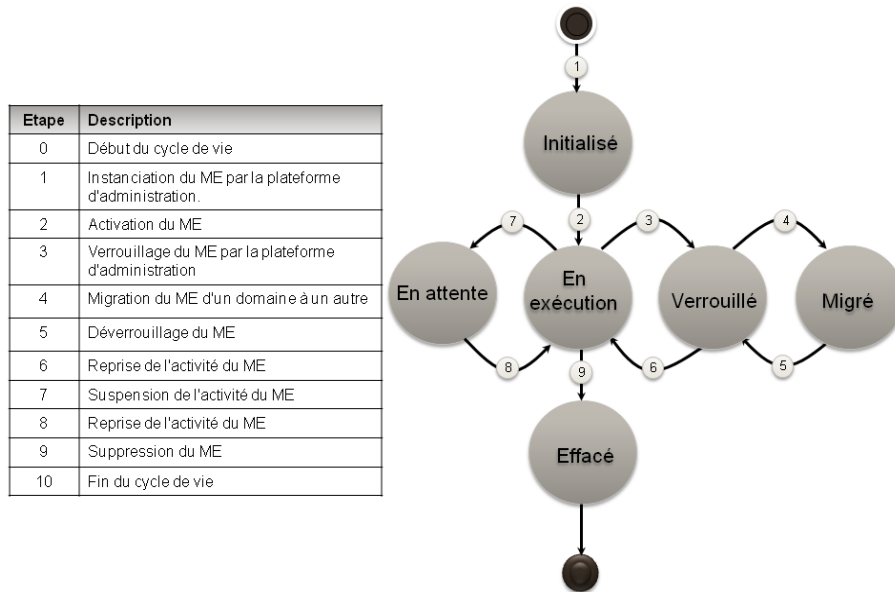 Etape Description
0 Début du cycle de vie
1 Instanciation du ME par la plateforme
d'administration.
2 Activation du ME
3 Verrouillage du ME par la plateforme
d'administration
4 Migration du ME d'un domaine à un autre
5 Déverrouillage du ME
6 Reprise de l'activité du ME
7 Suspension de l'activité du ME
8 Reprise de l'activité du ME
9 Suppression du ME
10 Fin du cycle de vie
1
Initialisé
7
2
3
4
En attente
En
exécution
Verrouillé
Migré
8
9
6
5
Effacé